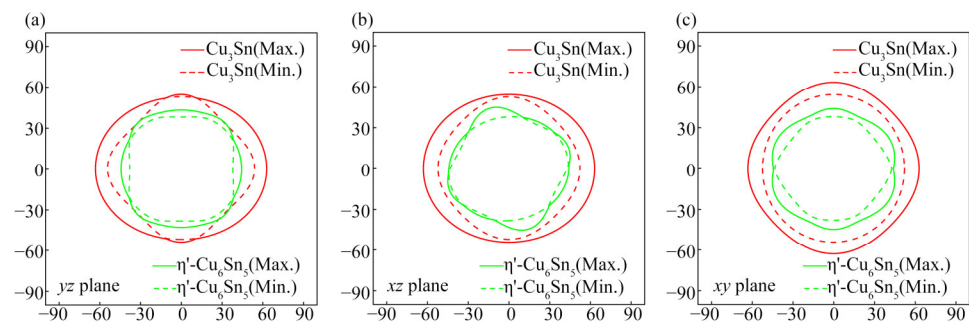 (a)
90
60
30
0
−30
−60
−90
Cu₃Sn(Max.)
Cu₃Sn(Min.)
η'-Cu₆Sn₅(Max.)
η'-Cu₆Sn₅(Min.)
yz plane
−90 −60 −30 0 30 60 90
(b)
90
60
30
0
−30
−60
−90
Cu₃Sn(Max.)
Cu₃Sn(Min.)
η'-Cu₆Sn₅(Max.)
η'-Cu₆Sn₅(Min.)
xz plane
−90 −60 −30 0 30 60 90
(c)
90
60
30
0
−30
−60
−90
Cu₃Sn(Max.)
Cu₃Sn(Min.)
η'-Cu₆Sn₅(Max.)
η'-Cu₆Sn₅(Min.)
xy plane
−90 −60 −30 0 30 60 90